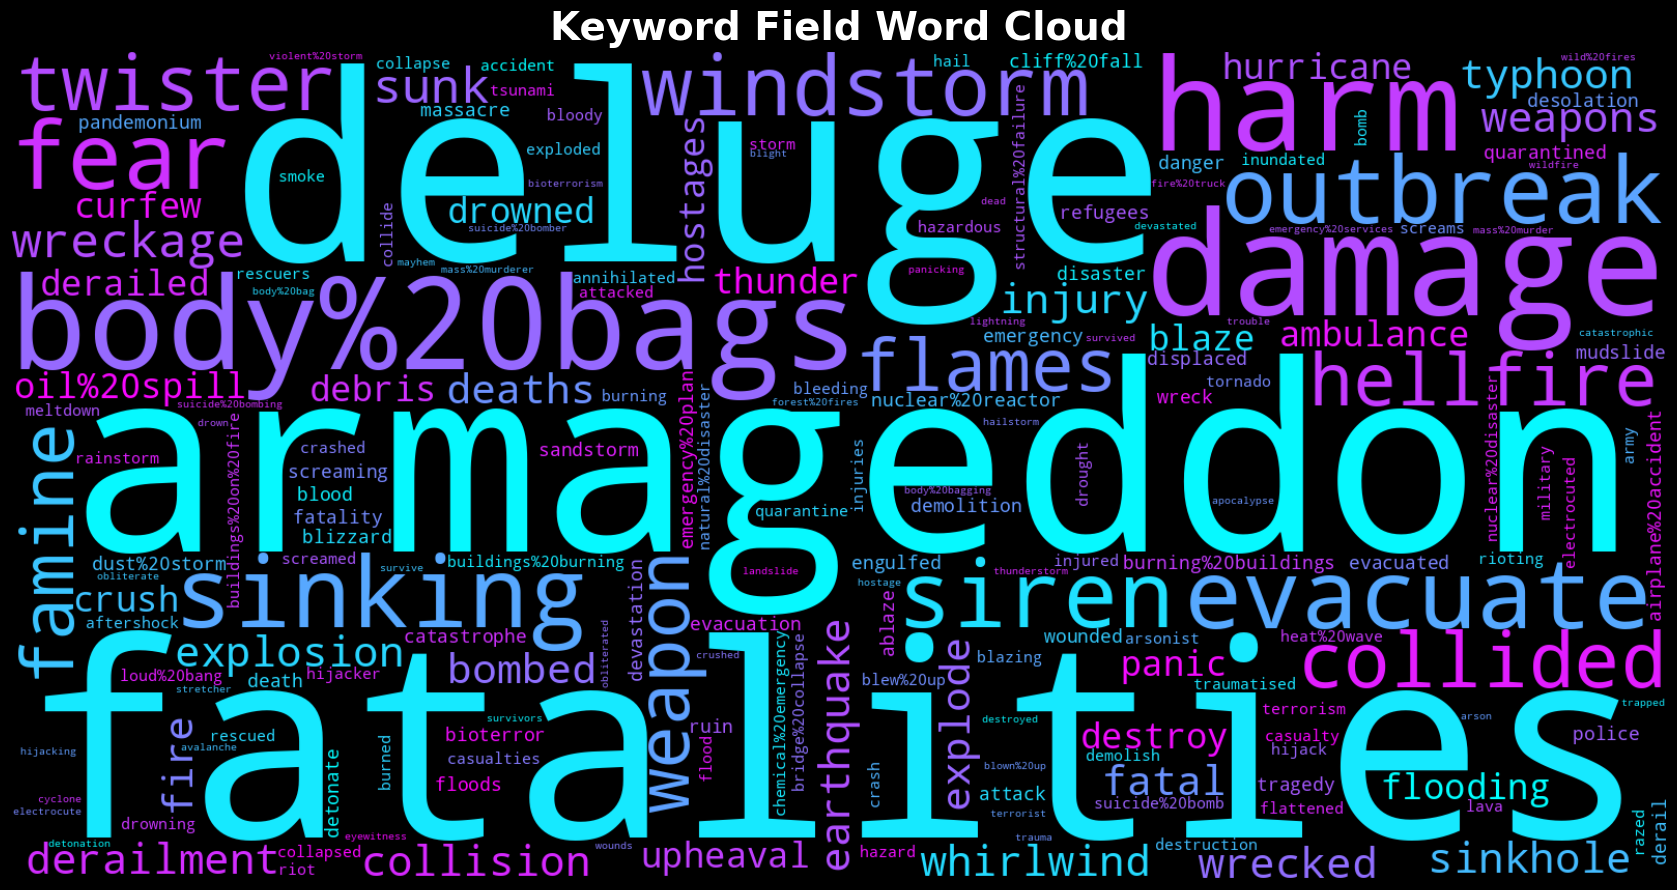 Keyword Field Word Cloud
violent%20storm
collapse
accident
hail
cliff%20fall
wild%20fires
twister
sunk
tsunami
windstorm
harm
hurricane
typhoon
pandemonium
massacre
bloody
desolation
weapons
bomb
fear
deluge
hostages
storm
blight
structural%20failure
danger
inundated
quarantined
wildfire
smoke
exploded
bioterrorism
dead
fire%20truck
outbreak
curfew
drowned
suicide%20bomber
collide
hazardous
refugees
devastated
emergency%20services
screams
mass%20murder
wreckage
mayhem
mass%20murderer
rescuers
annihilated
panicking
disaster
damage
derailed
body%20bag
attacked
thunder
injury
body%20bags
lightning
emergency
survived
blaze
trouble
ambulance
catastrophic
flames
displaced
mudslide
oil%20spill
debris
deaths
burning
bleeding
forest%20fires
nuclear%20reactor
wreck
tornado
hellfire
meltdown
suicide%20bombing
drown
buildings%20on%20fire
emergency%20plan
natural%20disaster
hailstorm
nuclear%20disaster
army
armageddon
rainstorm
crashed
screaming
sandstorm
injuries
drought
military
electrocuted
airplane%20accident
famine
blood
fatality
blizzard
body%20bagging
demolition
quarantine
apocalypse
dust%20storm
obliterate
screamed
survive
buildings%20burning
landslide
engulfed
hostage
thunderstorm
injured
burning%20buildings
evacuated
rioting
crush
aftershock
sinking
devastation
weapon
siren
evacuate
ablaze
explosion
catastrophe
evacuation
wounded
arsonist
heat%20wave
loud%20bang
death
hijacker
bombed
obliterated
crushed
chemical%20emergency
bridge%20collapse
earthquake
blazing
panic
collided
stretcher
blew%20up
explode
traumatised
trapped
fatalities
survivors
ruin
destroyed
terrorism
arson
hijacking
fire
rescued
avalanche
bioterror
casualties
flood
destroy
casualty
hijack
police
detonate
burned
floods
crash
blown%20up
demolish
fatal
tragedy
flooding
cyclone
electrocute
attack
suicide%20bomb
flattened
lava
drowning
eyewitness
terrorist
trauma
razed
derail
detonation
derailment
collapsed
riot
collision
wounds
upheaval
hazard
whirlwind
destruction
wrecked
sinkhole